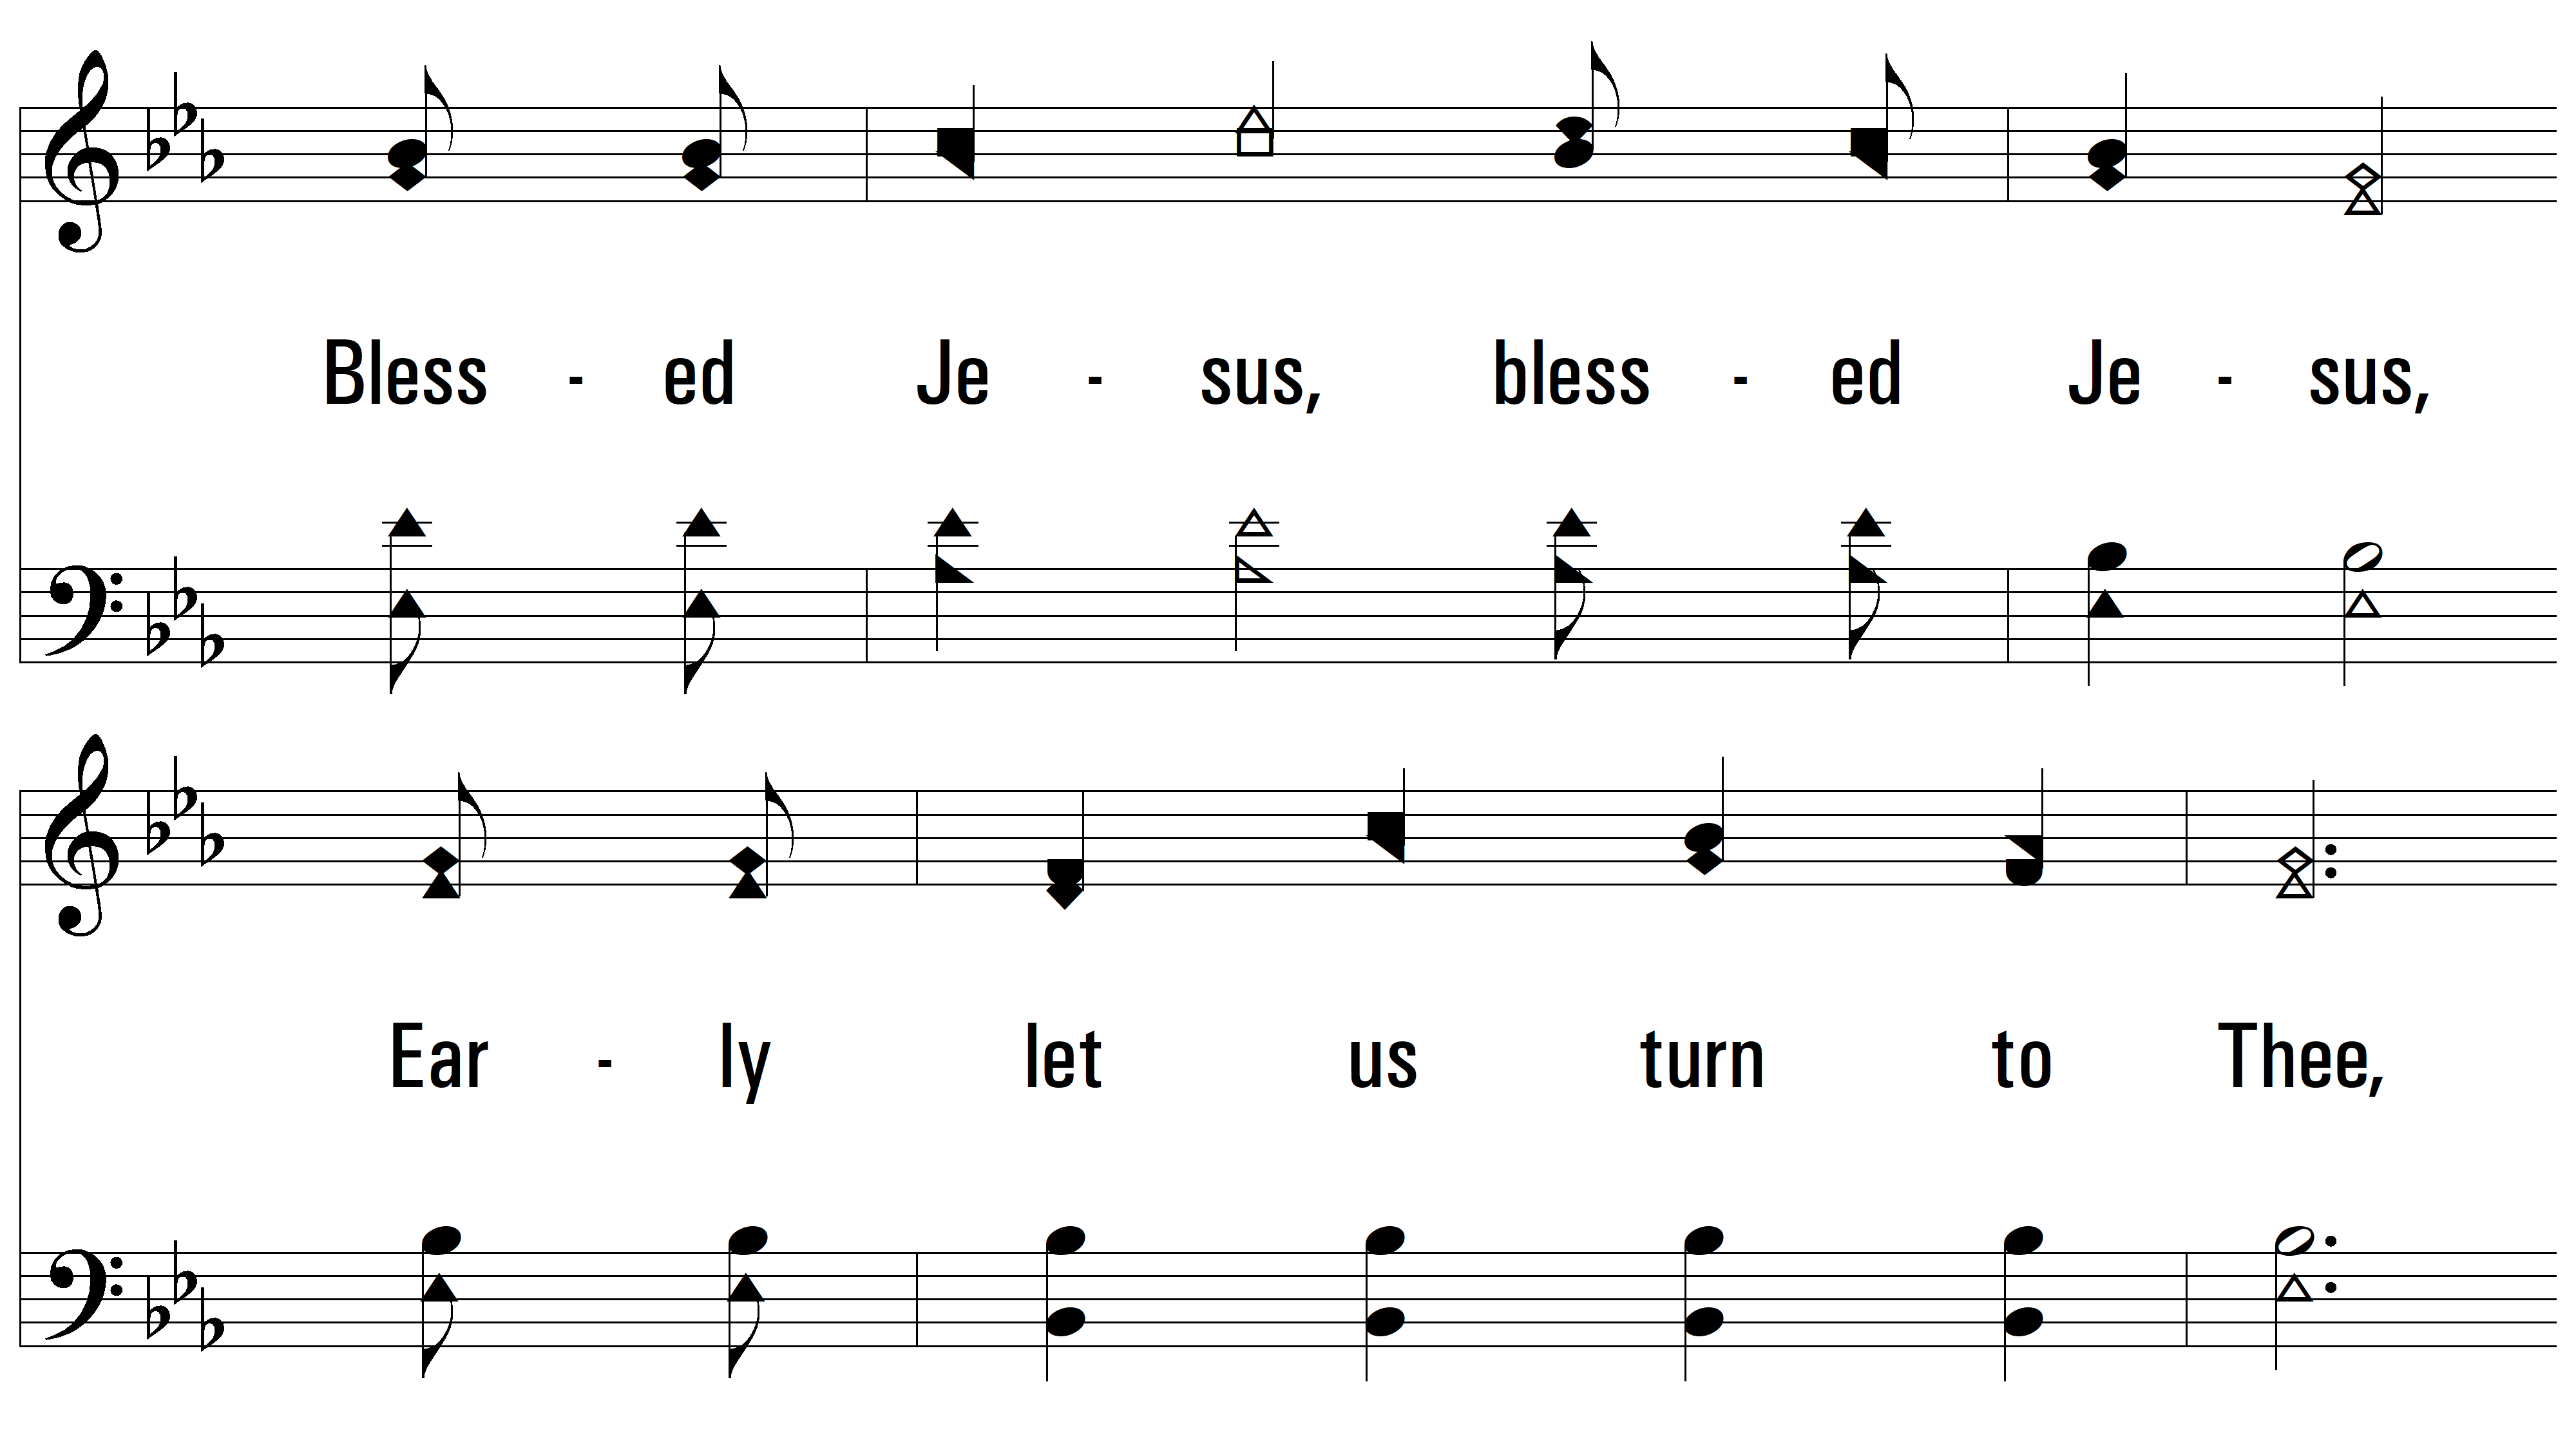 Bless - ed Je - sus, bless - ed Je - sus,
Ear - ly let us turn to Thee,